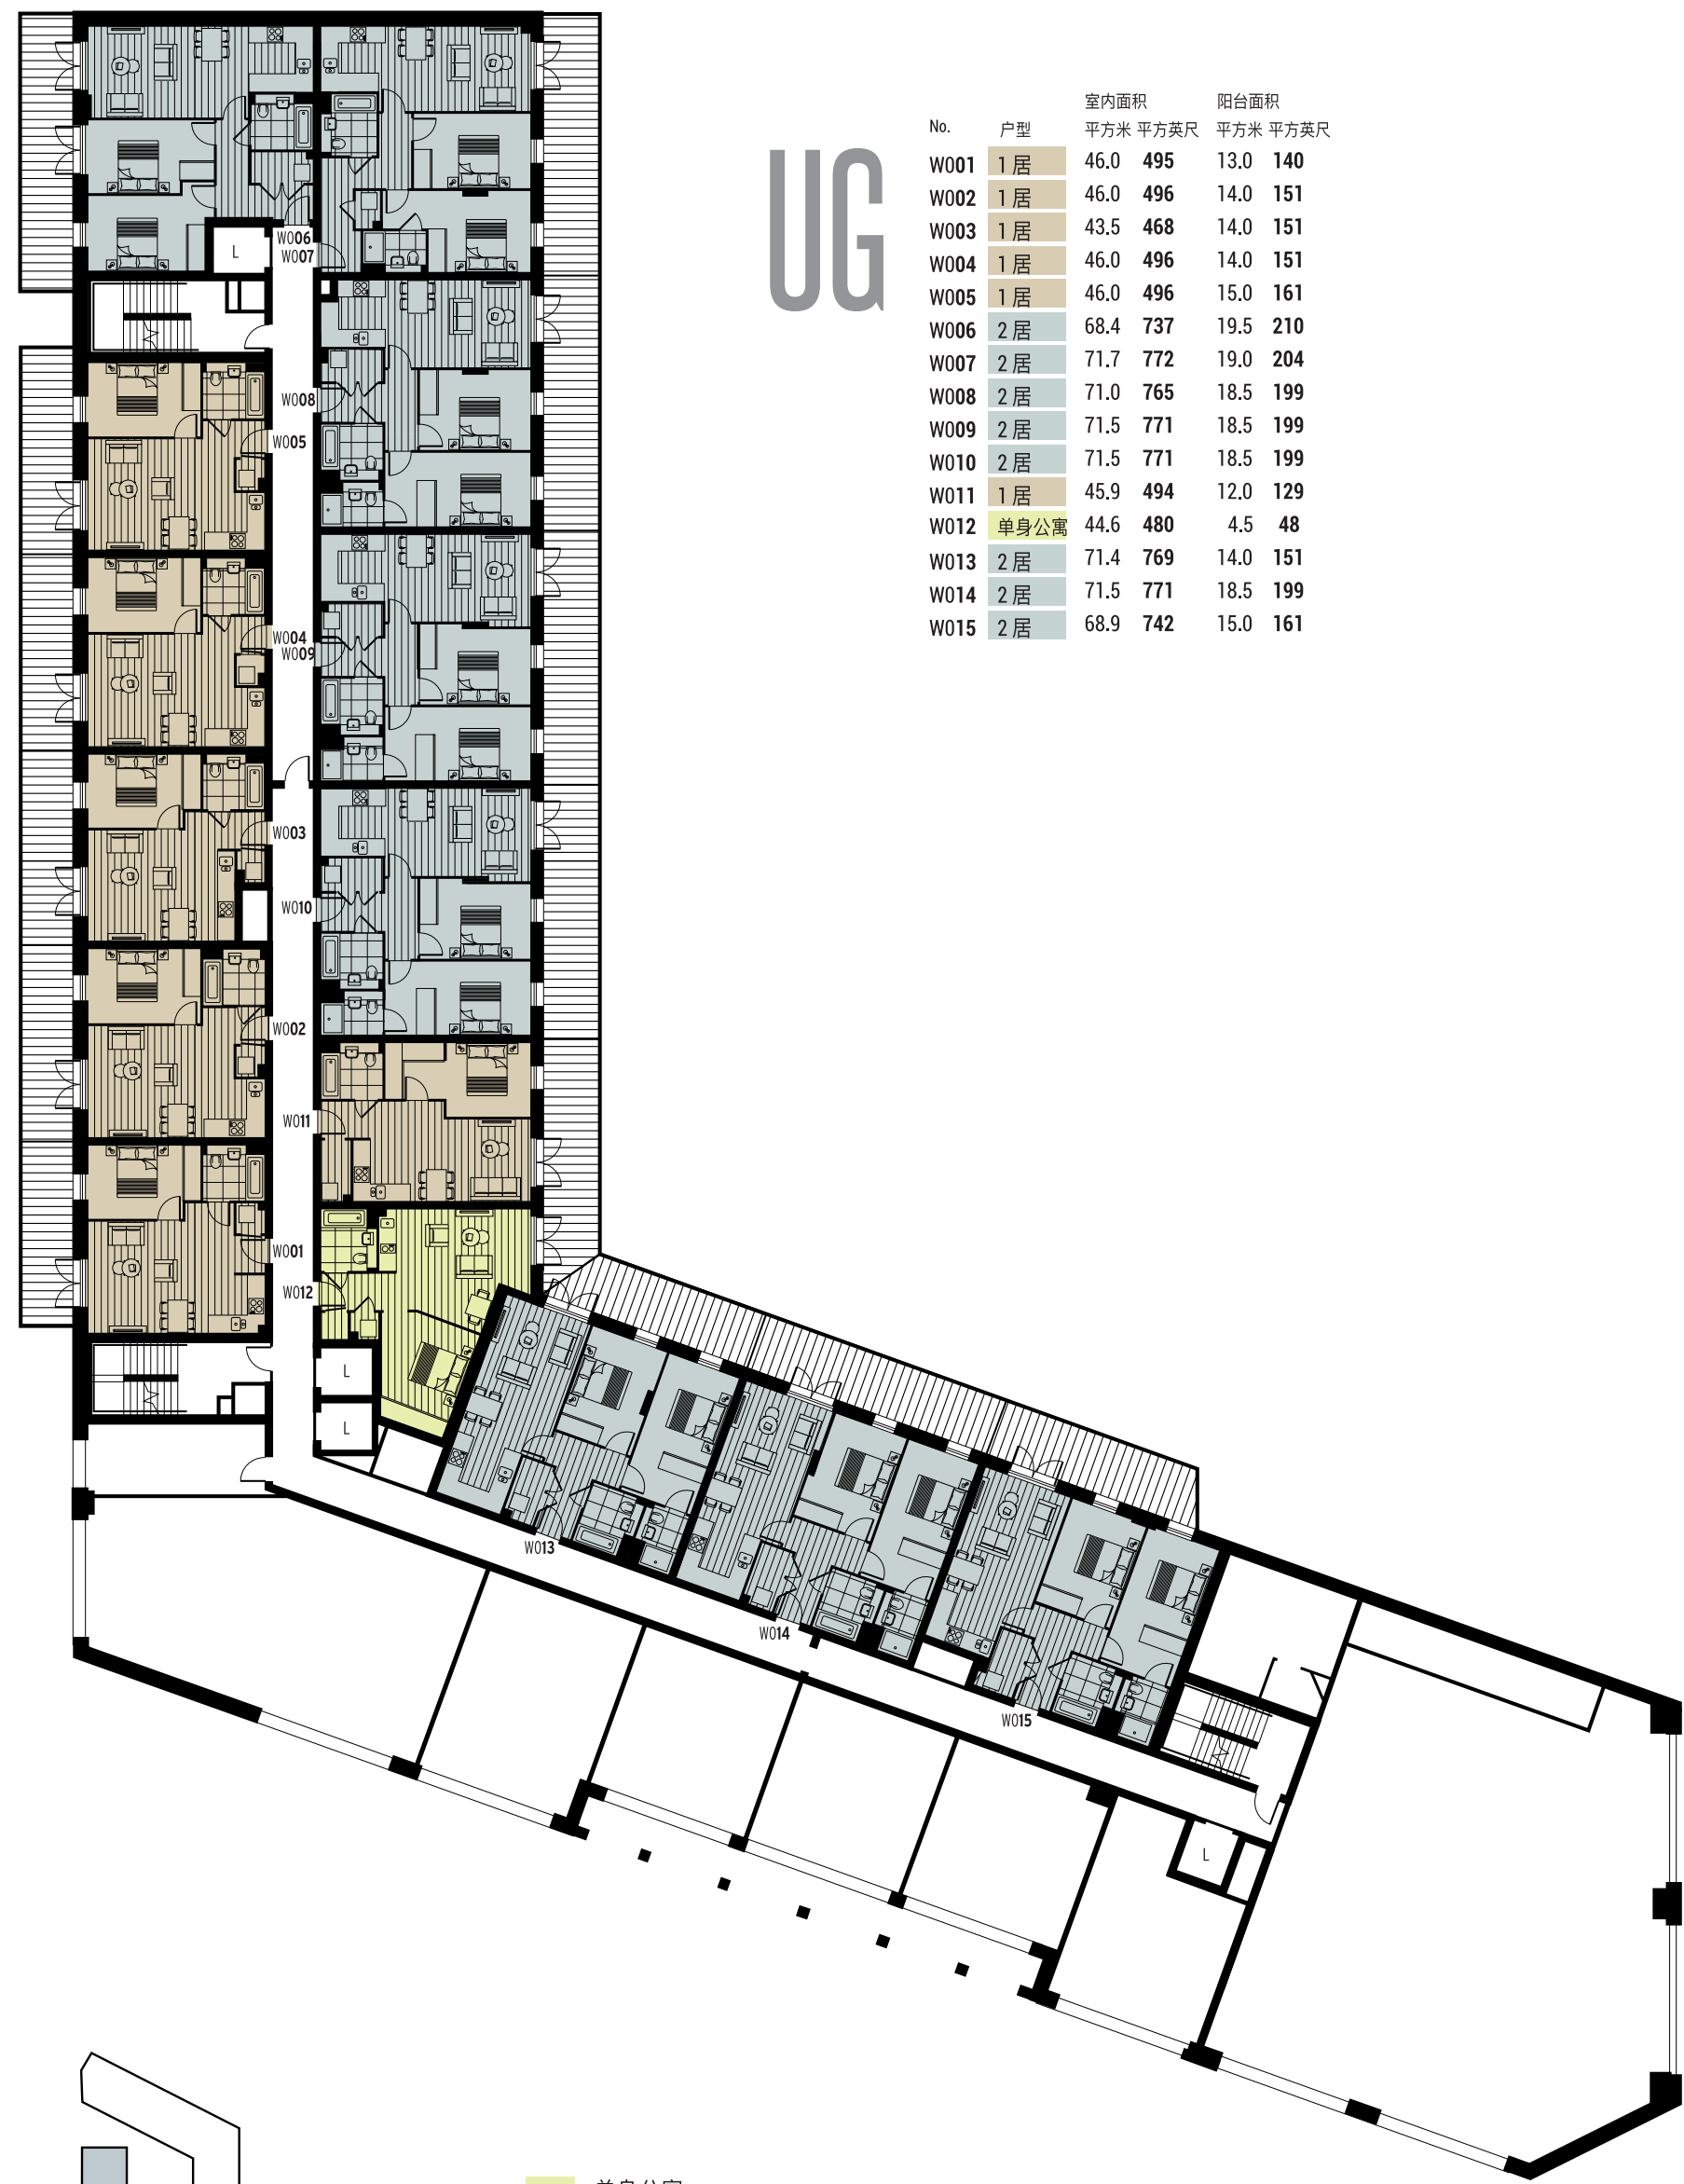 UG
室内面积 阳台面积
No. 户型 平方米 平方英尺 平方米 平方英尺
W001 1 居 46.0 495 13.0 140
W002 1 居 46.0 496 14.0 151
W003 1 居 43.5 468 14.0 151
W004 1 居 46.0 496 14.0 151
W005 1 居 46.0 496 15.0 161
W006 2 居 68.4 737 19.5 210
W007 2 居 71.7 772 19.0 204
W008 2 居 71.0 765 18.5 199
W009 2 居 71.5 771 18.5 199
W010 2 居 71.5 771 18.5 199
W011 1 居 45.9 494 12.0 129
W012 单身公寓 44.6 480 4.5 48
W013 2 居 71.4 769 14.0 151
W014 2 居 71.5 771 18.5 199
W015 2 居 68.9 742 15.0 161
W006
L
W007
W008
W005
W004
W009
W003
W010
W002
W011
W001
W012
L
L
W013
W014
W015
L
单身公寓